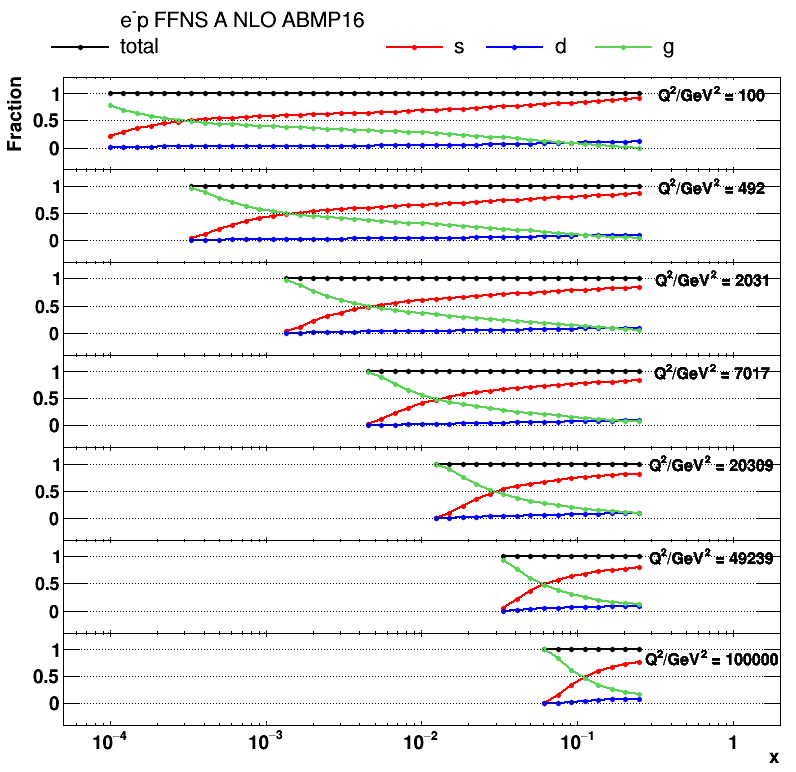 e⁻p FFNS A NLO ABMP16
total s d g
Fraction
1 Q²/GeV² = 100
0.5
0
1 Q²/GeV² = 492
0.5
0
1 Q²/GeV² = 2031
0.5
0
1 Q²/GeV² = 7017
0.5
0
1 Q²/GeV² = 20309
0.5
0
1 Q²/GeV² = 49239
0.5
0
1 Q²/GeV² = 100000
0.5
0
10⁻⁴ 10⁻³ 10⁻² 10⁻¹ 1
x